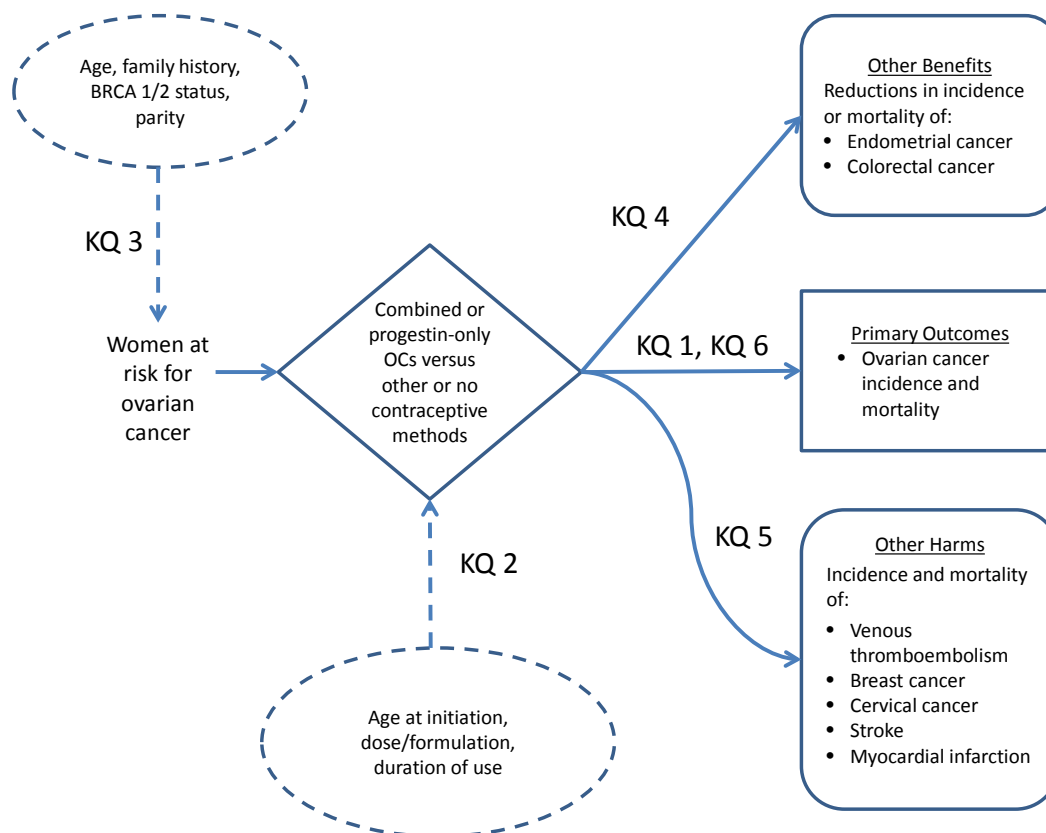 Age, family history,
BRCA 1/2 status,
parity
KQ 3
Women at
risk for
ovarian
cancer
Combined or
progestin-only
OCs versus
other or no
contraceptive
methods
KQ 2
Age at initiation,
dose/formulation,
duration of use
KQ 4
KQ 1, KQ 6
KQ 5
Other Benefits
Reductions in incidence
or mortality of:
• Endometrial cancer
• Colorectal cancer
Primary Outcomes
• Ovarian cancer
incidence and
mortality
Other Harms
Incidence and mortality
of:
• Venous
thromboembolism
• Breast cancer
• Cervical cancer
• Stroke
• Myocardial infarction